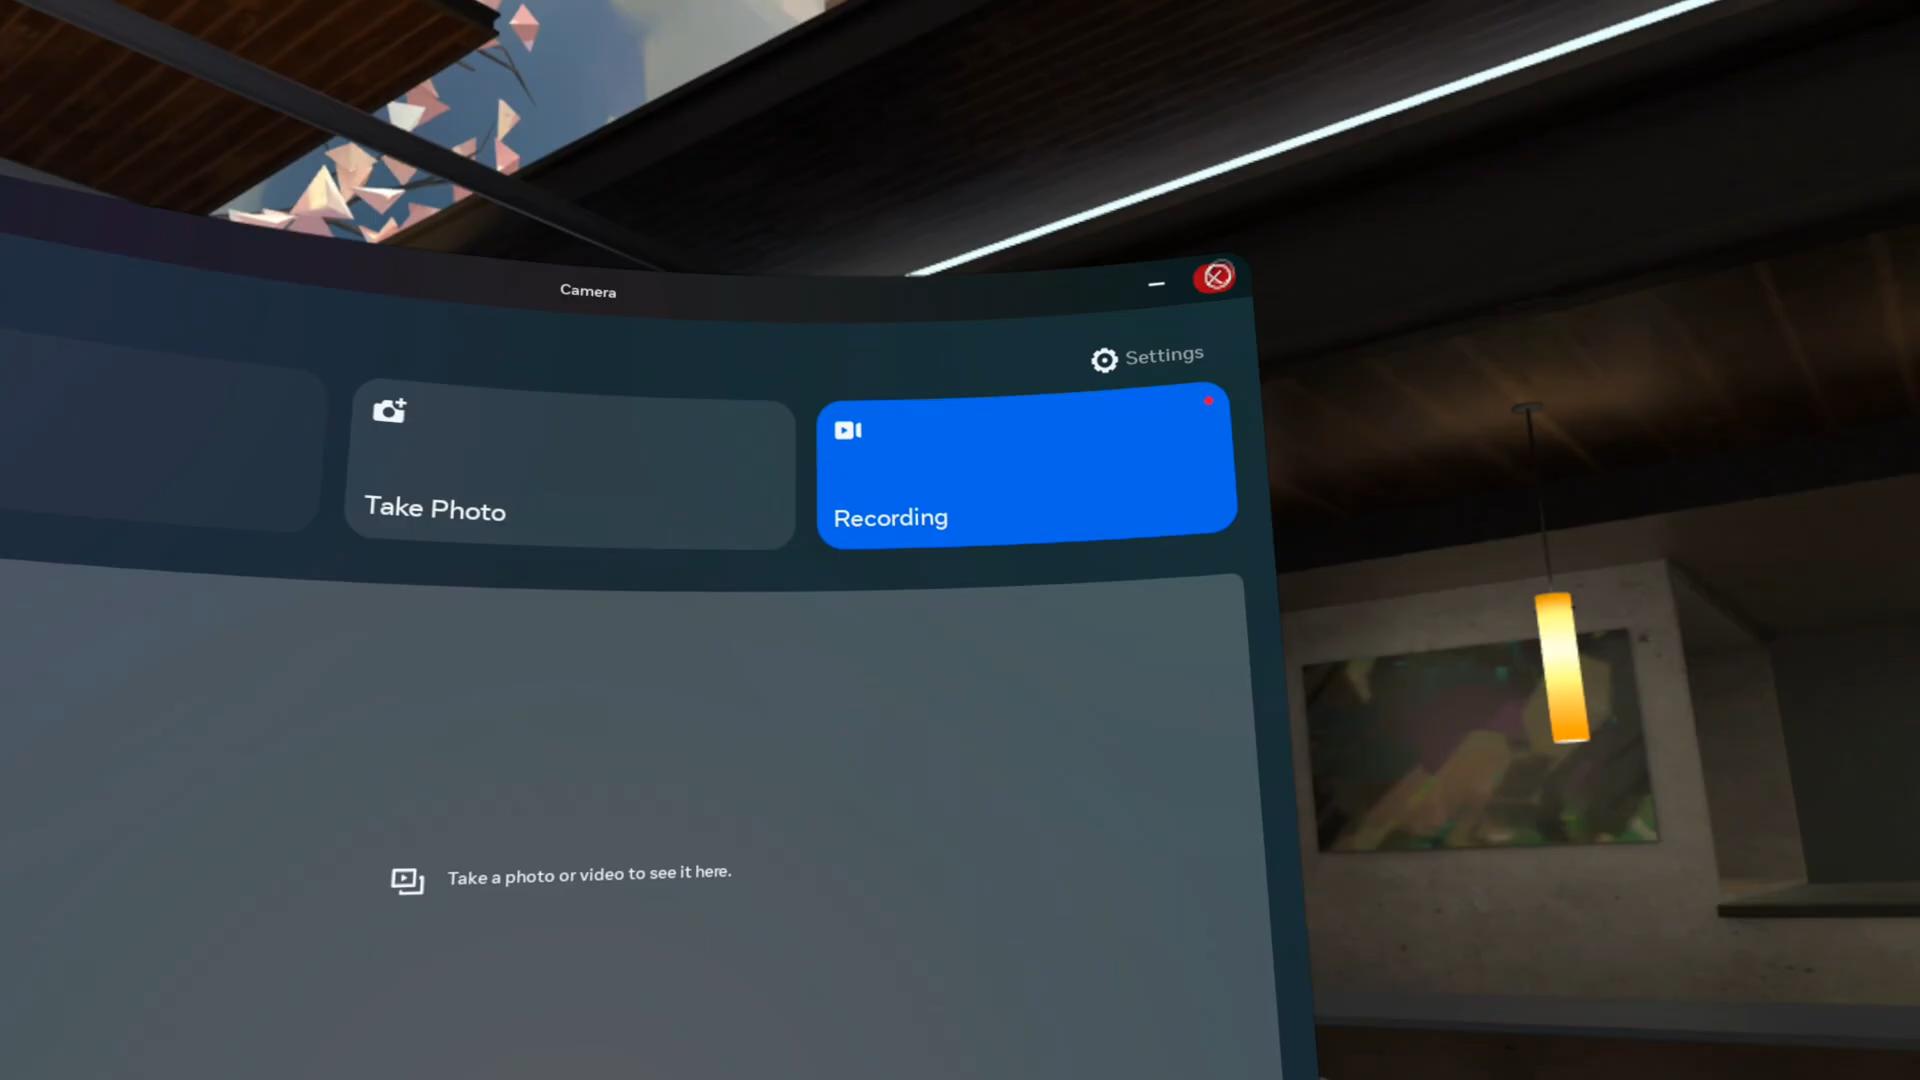 Camera
Settings
Take Photo
Recording
Take a photo or video to see it here.